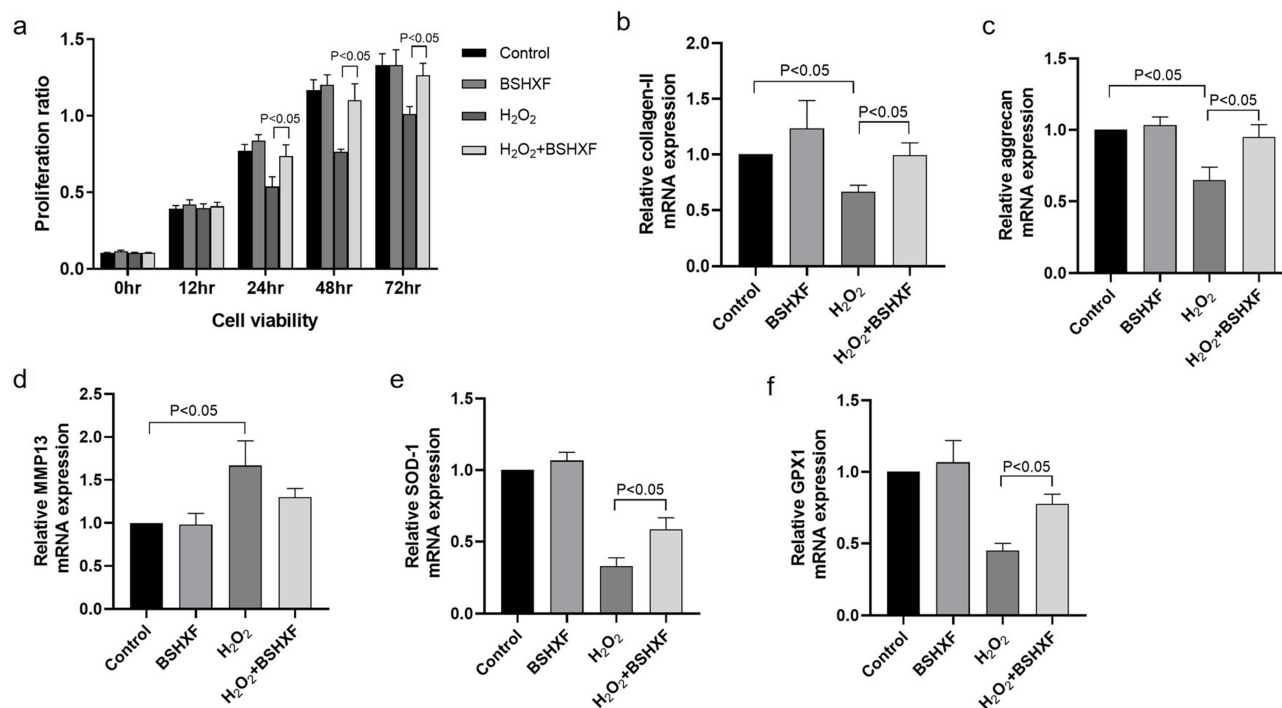 a
Proliferation ratio
1.5
1.0
0.5
0.0
P<0.05
P<0.05
P<0.05
0hr 12hr 24hr 48hr 72hr
Cell viability
Control
BSHXF
H₂O₂
H₂O₂+BSHXF
b
Relative collagen-II
mRNA expression
2.0
1.5
1.0
0.5
0.0
P<0.05
P<0.05
Control BSHXF H₂O₂ H₂O₂+BSHXF
c
Relative aggrecan
mRNA expression
1.5
1.0
0.5
0.0
P<0.05
P<0.05
Control BSHXF H₂O₂ H₂O₂+BSHXF
d
Relative MMP13
mRNA expression
2.5
2.0
1.5
1.0
0.5
0.0
P<0.05
Control BSHXF H₂O₂ H₂O₂+BSHXF
e
Relative SOD-1
mRNA expression
1.5
1.0
0.5
0.0
P<0.05
Control BSHXF H₂O₂ H₂O₂+BSHXF
f
Relative GPX1
mRNA expression
1.5
1.0
0.5
0.0
P<0.05
Control BSHXF H₂O₂ H₂O₂+BSHXF